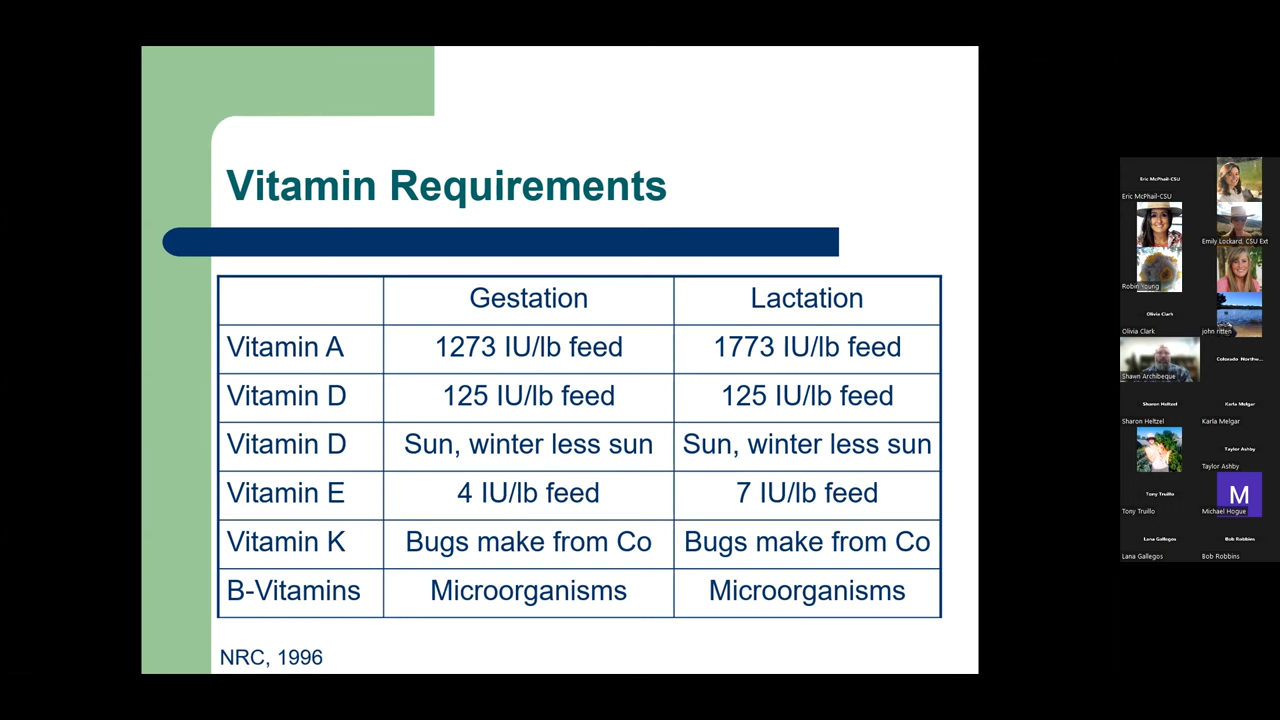 Vitamin Requirements
Gestation Lactation
Vitamin A 1273 IU/lb feed 1773 IU/lb feed
Vitamin D 125 IU/lb feed 125 IU/lb feed
Vitamin D Sun, winter less sun Sun, winter less sun
Vitamin E 4 IU/lb feed 7 IU/lb feed
Vitamin K Bugs make from Co Bugs make from Co
B-Vitamins Microorganisms Microorganisms
NRC, 1996
Eric McPhail-CSU
Eric McPhail-CSU
Emily Lockard, CSU Ext
Robin Young
Olivia Clark
Olivia Clark john ritten
Colorado Northw...
Shawn Archibeque
Sharon Heltzel Karla Melgar
Sharon Heltzel Karla Melgar
Taylor Ashby
Taylor Ashby
Tony Truillo M
Tony Truillo Michael Hogue
Lana Gallegos Bob Robbins
Lana Gallegos Bob Robbins